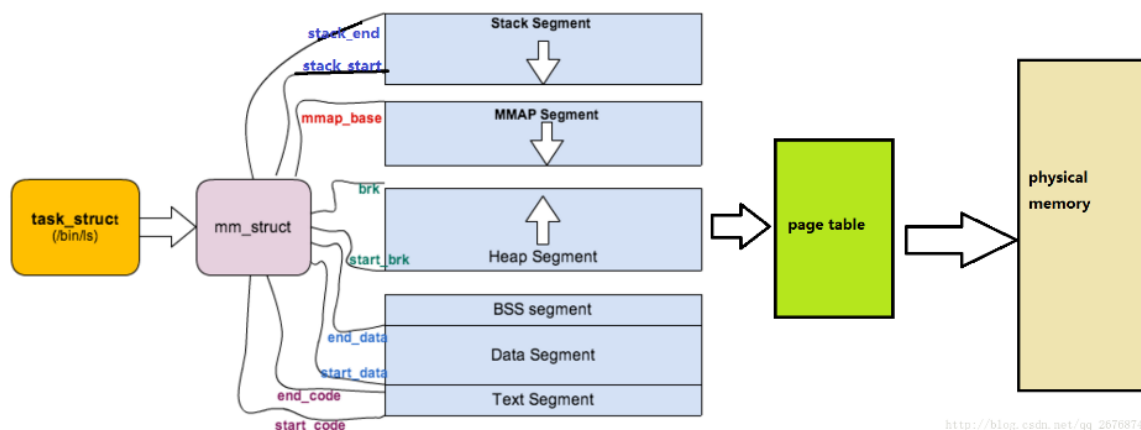 Stack Segment
stack_end
stack_start
mmap_base
MMAP Segment
brk
task_struct
(/bin/ls)
mm_struct
page table
physical
memory
start_brk
Heap Segment
BSS segment
end_data
Data Segment
start_data
end_code
Text Segment
start_code
http://blog.csdn.net/qq_2676874